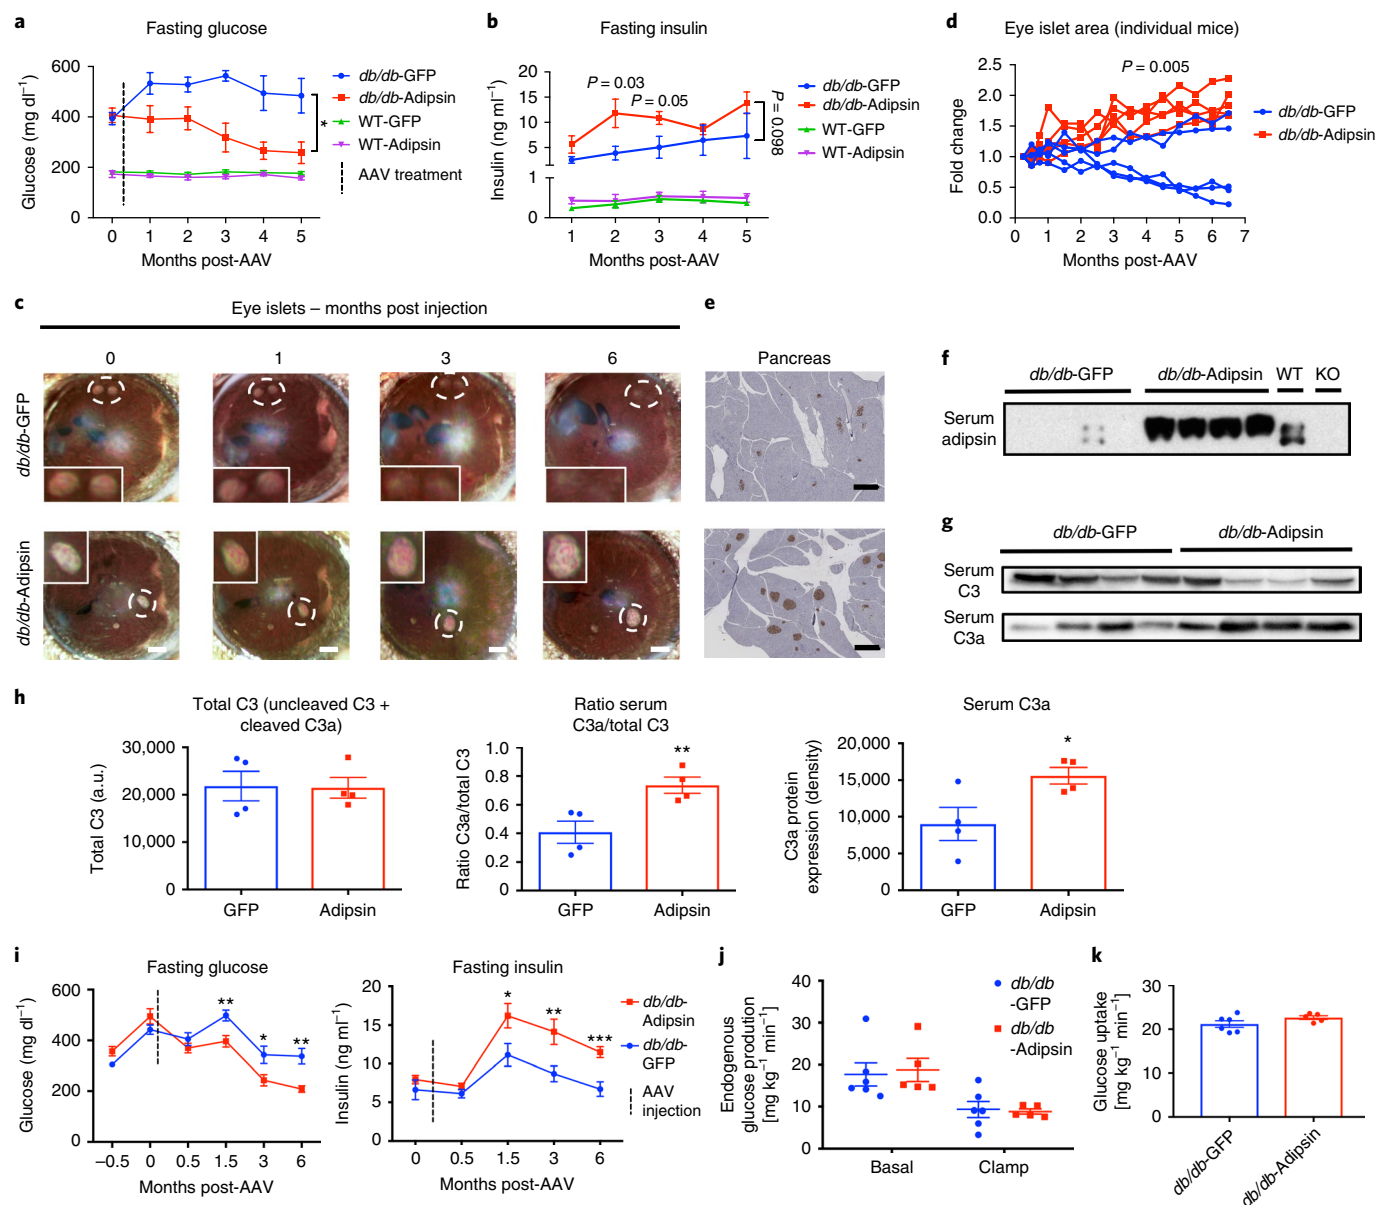 a
Fasting glucose
Glucose (mg dl⁻¹)
600
400
200
0
0 1 2 3 4 5
Months post-AAV
*
db/db-GFP
db/db-Adipsin
WT-GFP
WT-Adipsin
AAV treatment
b
Fasting insulin
Insulin (ng ml⁻¹)
20
15
10
5
1
0
1 2 3 4 5
Months post-AAV
P = 0.03
P = 0.05
P = 0.098
db/db-GFP
db/db-Adipsin
WT-GFP
WT-Adipsin
d
Eye islet area (individual mice)
Fold change
2.5
2.0
1.5
1.0
0.5
0.0
0 1 2 3 4 5 6 7
Months post-AAV
P = 0.005
db/db-GFP
db/db-Adipsin
c
Eye islets – months post injection
0 1 3 6
db/db-GFP
db/db-Adipsin
e
Pancreas
f
db/db-GFP db/db-Adipsin WT KO
Serum
adipsin
g
db/db-GFP db/db-Adipsin
Serum
C3
Serum
C3a
h
Total C3 (uncleaved C3 +
cleaved C3a)
Total C3 (a.u.)
30,000
20,000
10,000
0
GFP Adipsin
Ratio serum
C3a/total C3
Ratio C3a/total C3
1.0
0.8
0.6
0.4
0.2
0
**
GFP Adipsin
Serum C3a
C3a protein
expression (density)
20,000
15,000
10,000
5,000
0
*
GFP Adipsin
i
Fasting glucose
Glucose (mg dl⁻¹)
600
400
200
0
** * **
–0.5 0 0.5 1.5 3 6
Months post-AAV
Fasting insulin
Insulin (ng ml⁻¹)
20
15
10
5
0
* ** ***
0 0.5 1.5 3 6
Months post-AAV
db/db-
Adipsin
db/db-
GFP
AAV
injection
j
Endogenous
glucose production
[mg kg⁻¹ min⁻¹]
40
30
20
10
0
Basal Clamp
db/db
-GFP
db/db
-Adipsin
k
Glucose uptake
[mg kg⁻¹ min⁻¹]
30
20
10
0
db/db-GFP
db/db-Adipsin